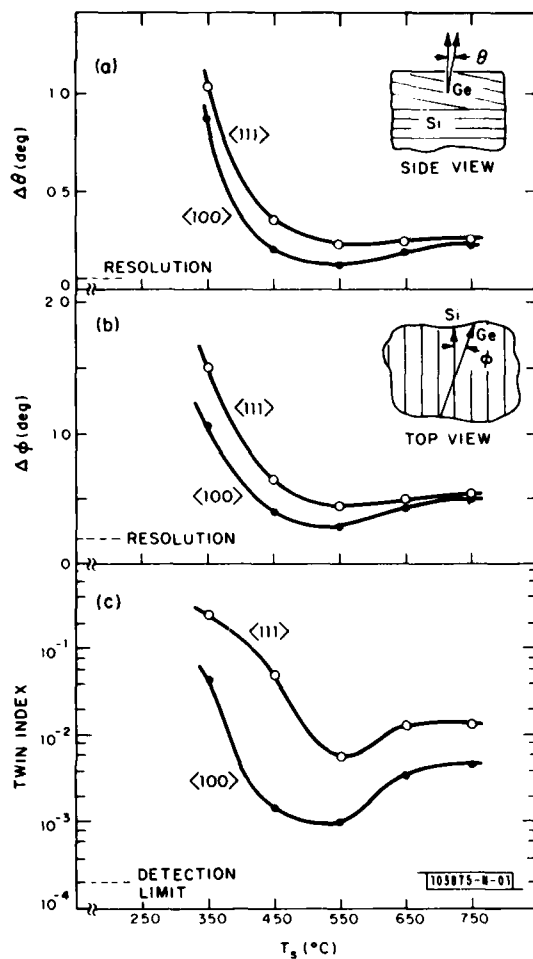 (a)
1 0
0 5
0
Δθ (deg)
⟨111⟩
⟨100⟩
RESOLUTION
θ
Ge
Si
SIDE VIEW
(b)
2 0
1 0
5
0
Δϕ (deg)
⟨111⟩
⟨100⟩
RESOLUTION
Si
Ge
ϕ
TOP VIEW
(c)
10⁻¹
10⁻²
10⁻³
10⁻⁴
TWIN INDEX
⟨111⟩
⟨100⟩
DETECTION
LIMIT
103875-N-01
250 350 450 550 650 750
Tₛ (°C)